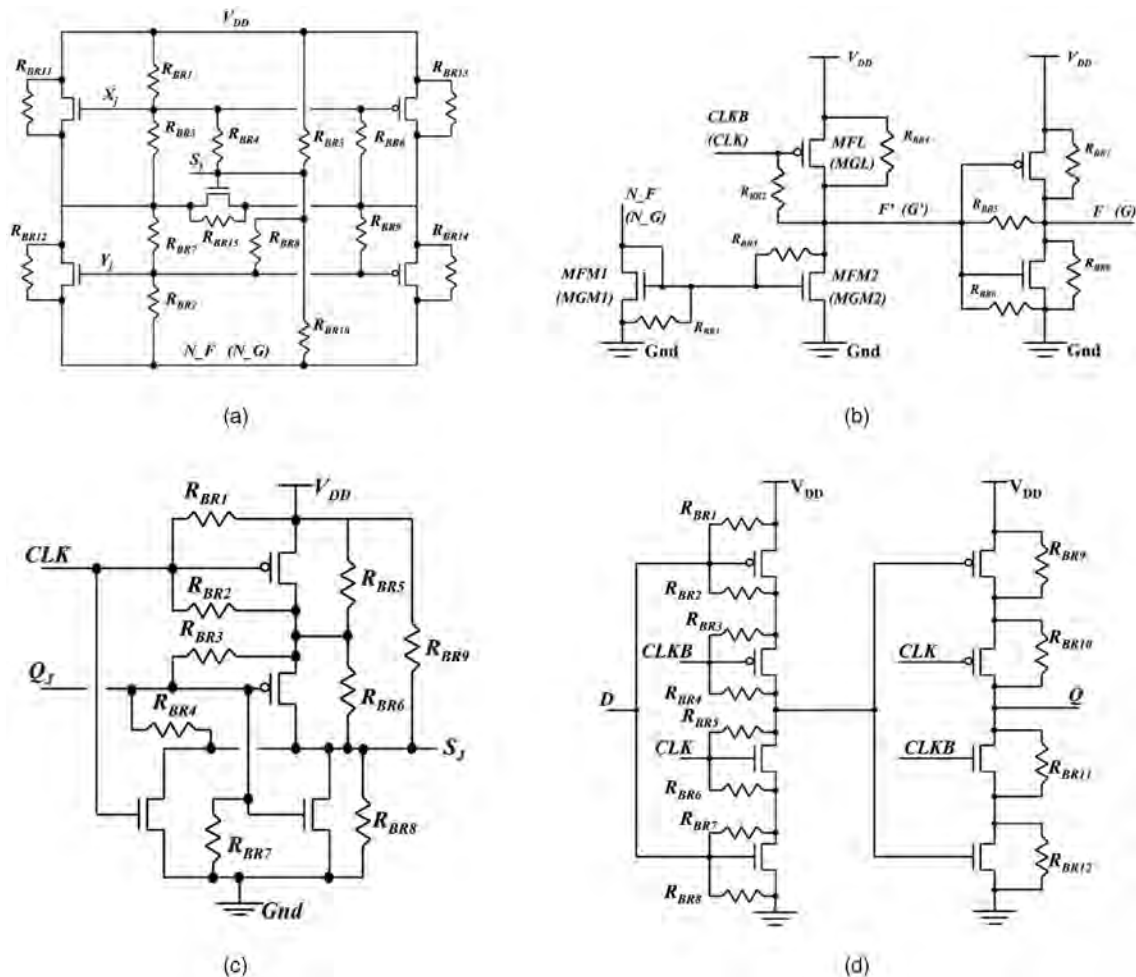 V_DD
R_BR11
R_BR1
R_BR13
X_j
R_BR3
R_BR4
R_BR5
R_BR6
S_j
R_BR12
R_BR7
R_BR15
R_BR8
R_BR9
R_BR14
Y_j
R_BR2
R_BR10
N_F (N_G)
(a)
V_DD
V_DD
CLKB
(CLK)
MFL
(MGL)
R_BR4
R_BR7
R_BR2
N_F
(N_G)
F' (G')
R_BR5
F (G)
R_BR3
MFM1
(MGM1)
MFM2
(MGM2)
R_BR8
R_BR6
R_BR1
Gnd
Gnd
Gnd
(b)
V_DD
R_BR1
CLK
R_BR2
R_BR5
R_BR3
R_BR9
Q_J
R_BR4
R_BR6
S_J
R_BR7
R_BR8
Gnd
(c)
V_DD
V_DD
R_BR1
R_BR9
R_BR2
R_BR3
CLKB
CLK
R_BR10
R_BR4
D
Q
R_BR5
CLK
CLKB
R_BR11
R_BR6
R_BR7
R_BR12
R_BR8
(d)